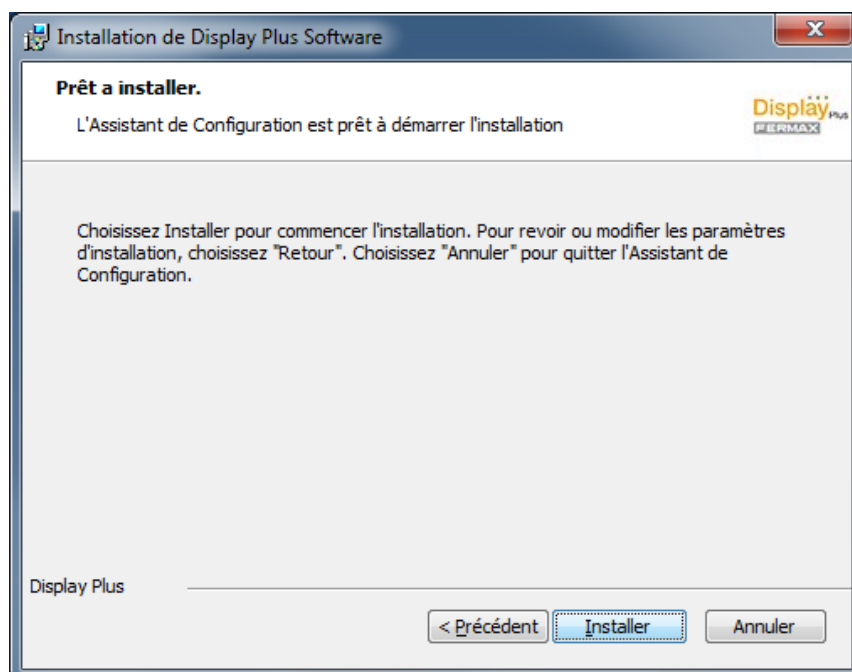 Installation de Display Plus Software
x
Prêt a installer.
L'Assistant de Configuration est prêt à démarrer l'installation
Display Plus
FERMAX
Choisissez Installer pour commencer l'installation. Pour revoir ou modifier les paramètres
d'installation, choisissez "Retour". Choisissez "Annuler" pour quitter l'Assistant de
Configuration.
Display Plus
< Précédent
Installer
Annuler